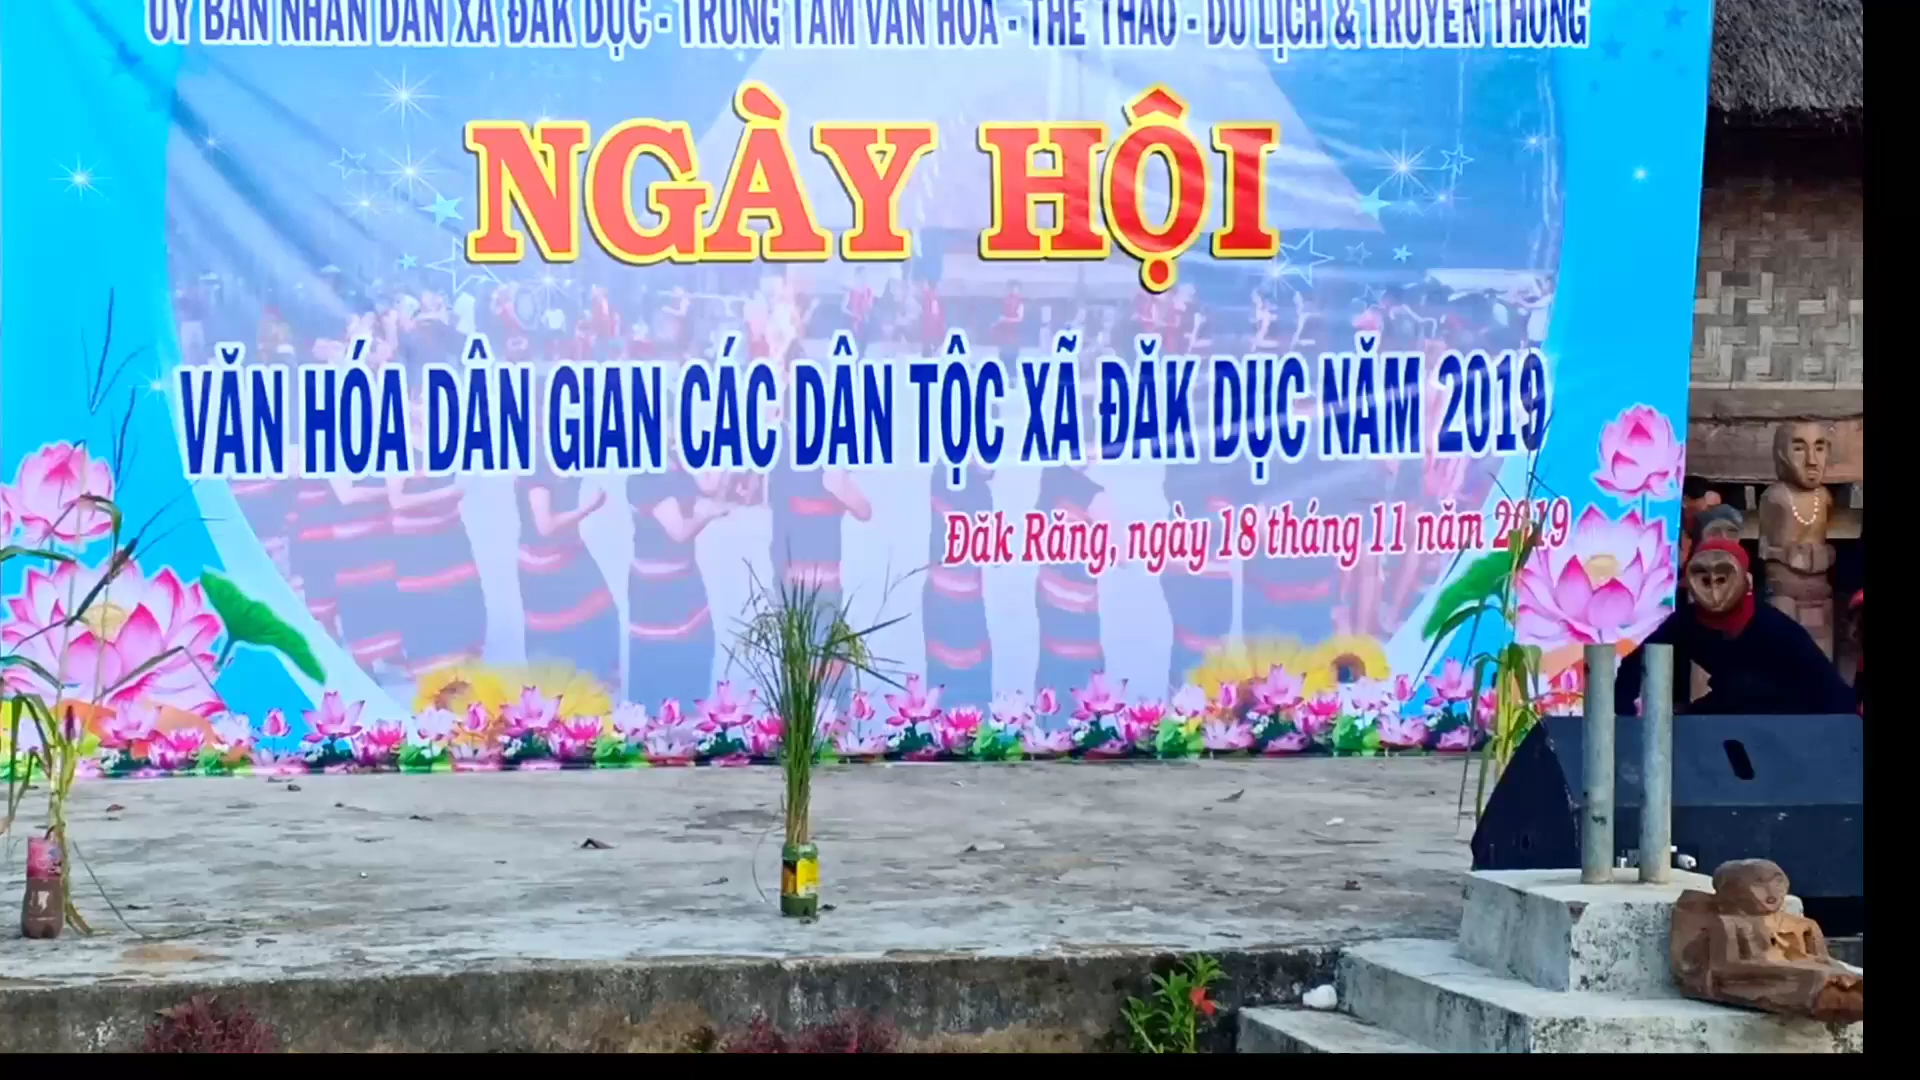 ỦY BAN NHÂN DÂN XÃ ĐĂK DỤC - TRUNG TÂM VĂN HÓA - THỂ THAO - DU LỊCH & TRUYỀN THÔNG
NGÀY HỘI
VĂN HÓA DÂN GIAN CÁC DÂN TỘC XÃ ĐĂK DỤC NĂM 2019
Đăk Răng, ngày 18 tháng 11 năm 2019